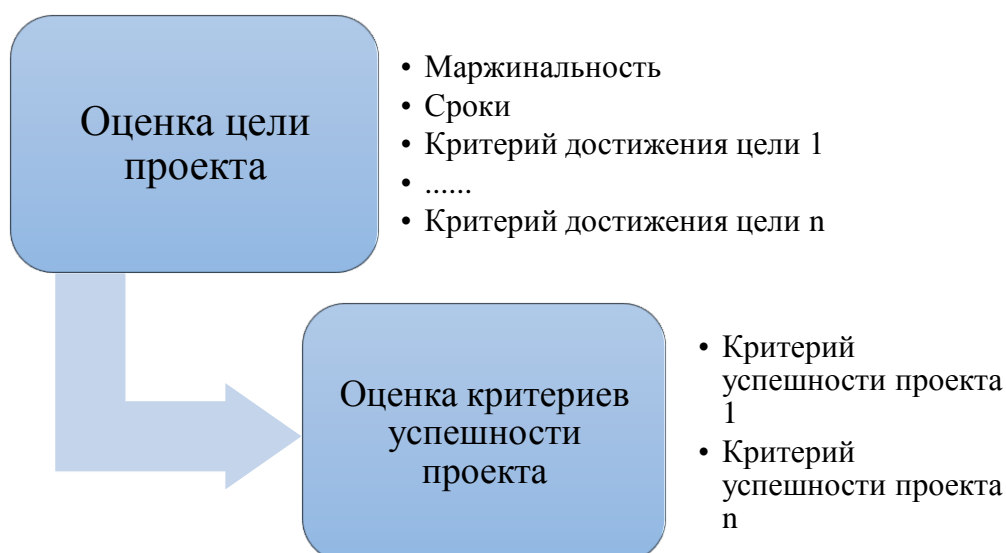 Оценка цели
проекта
• Маржинальность
• Сроки
• Критерий достижения цели 1
• ......
• Критерий достижения цели n
Оценка критериев
успешности
проекта
• Критерий
успешности проекта
1
• Критерий
успешности проекта
n